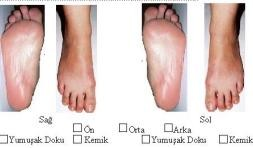 Sağ Sol
□ Ön □ Orta □ Arka
□ Yumuşak Doku □ Kemik □ Yumuşak Doku □ Kemik